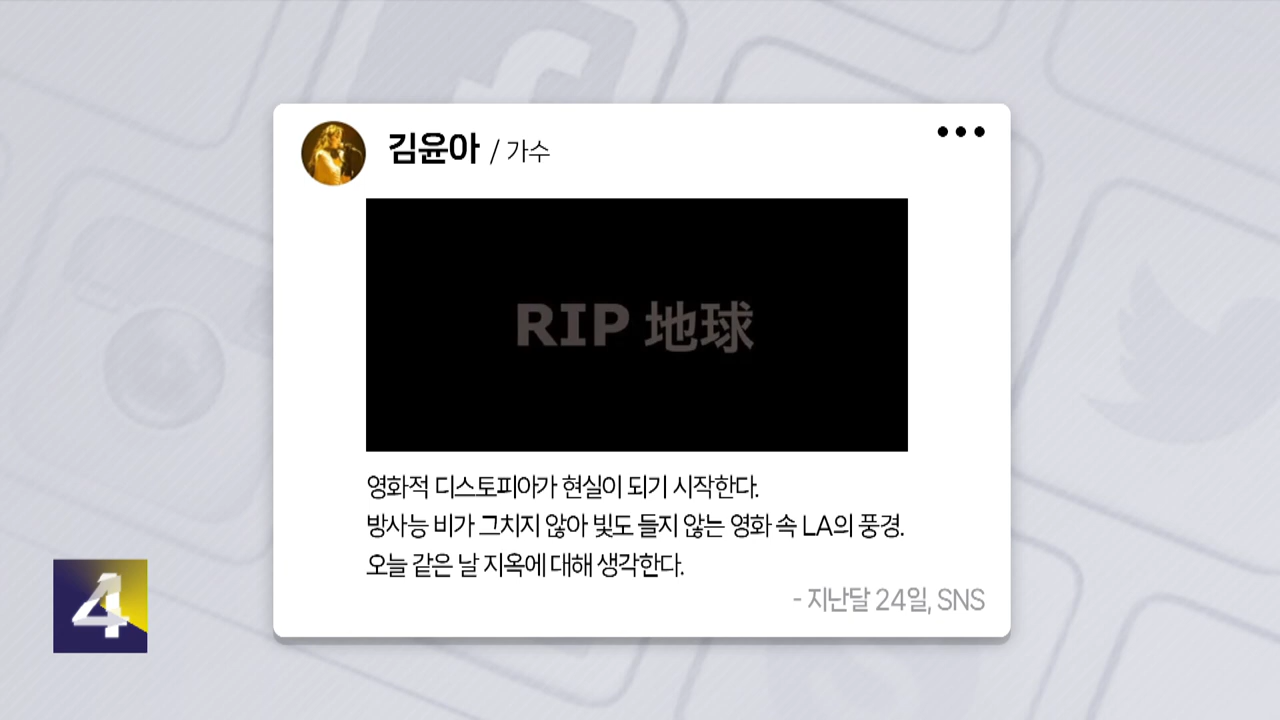 김윤아 / 가수
RIP 地球
영화적 디스토피아가 현실이 되기 시작한다.
방사능 비가 그치지 않아 빛도 들지 않는 영화 속 LA의 풍경.
오늘 같은 날 지옥에 대해 생각한다.
- 지난달 24일, SNS
4